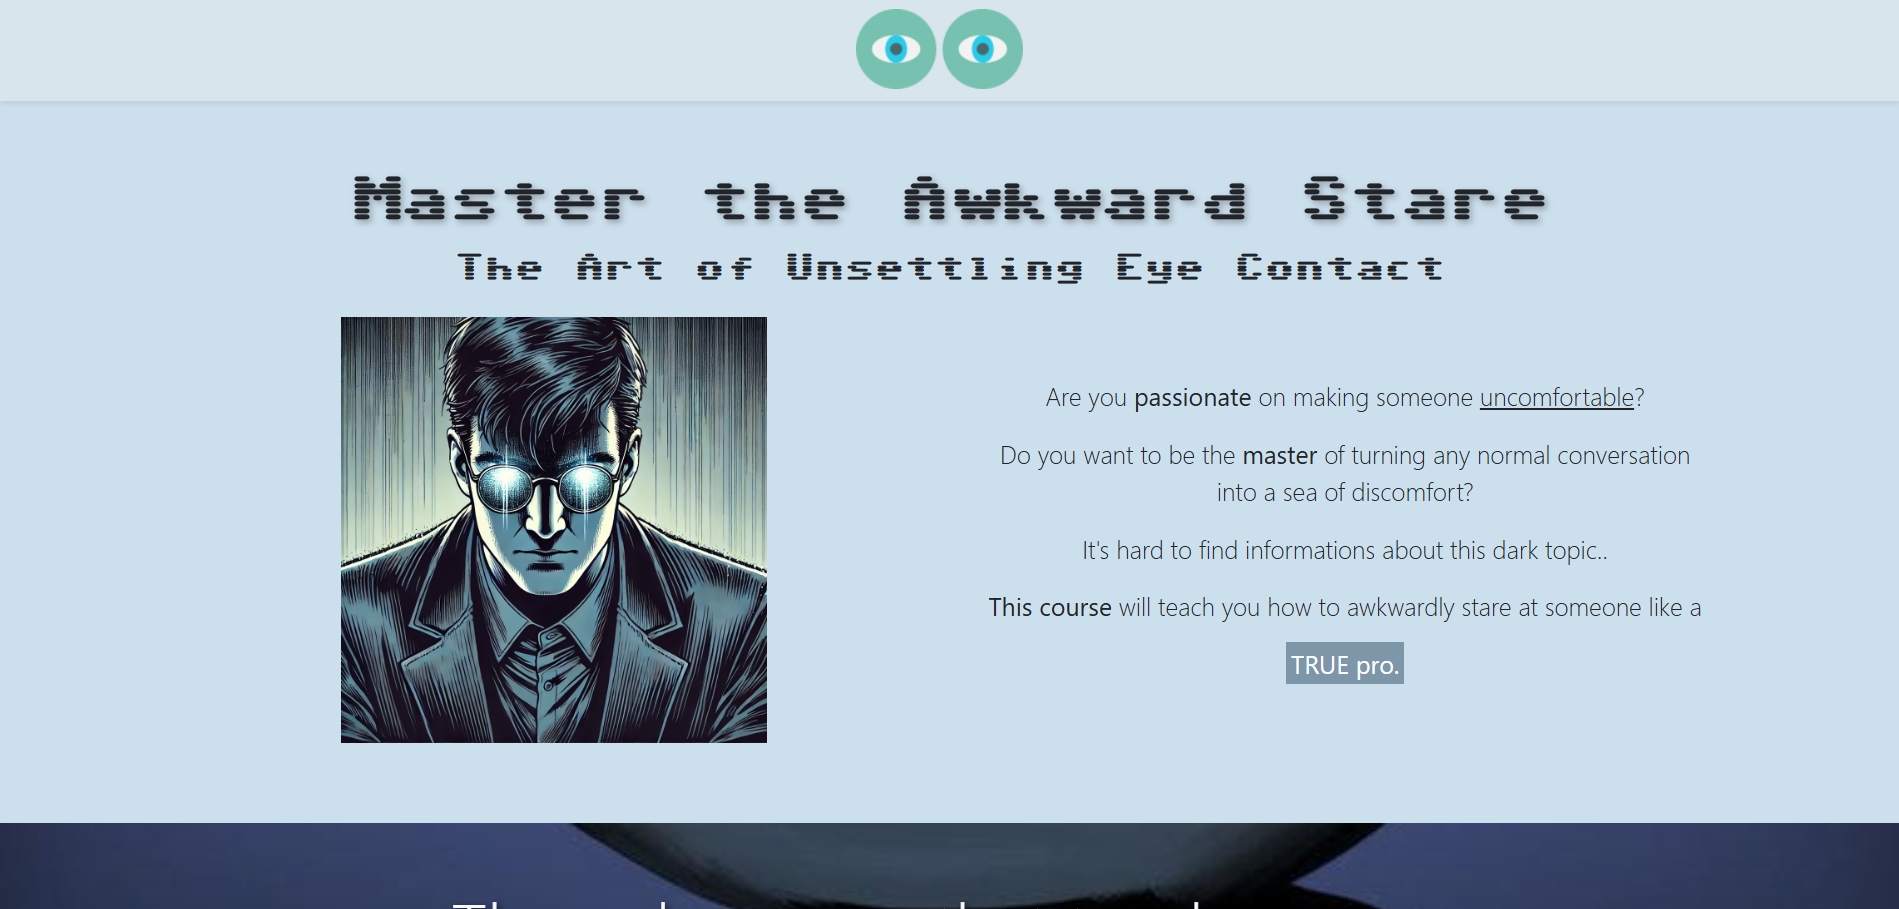 Master the Awkward Stare
The Art of Unsettling Eye Contact
Are you passionate on making someone uncomfortable?
Do you want to be the master of turning any normal conversation
into a sea of discomfort?
It's hard to find informations about this dark topic..
This course will teach you how to awkwardly stare at someone like a
TRUE pro.